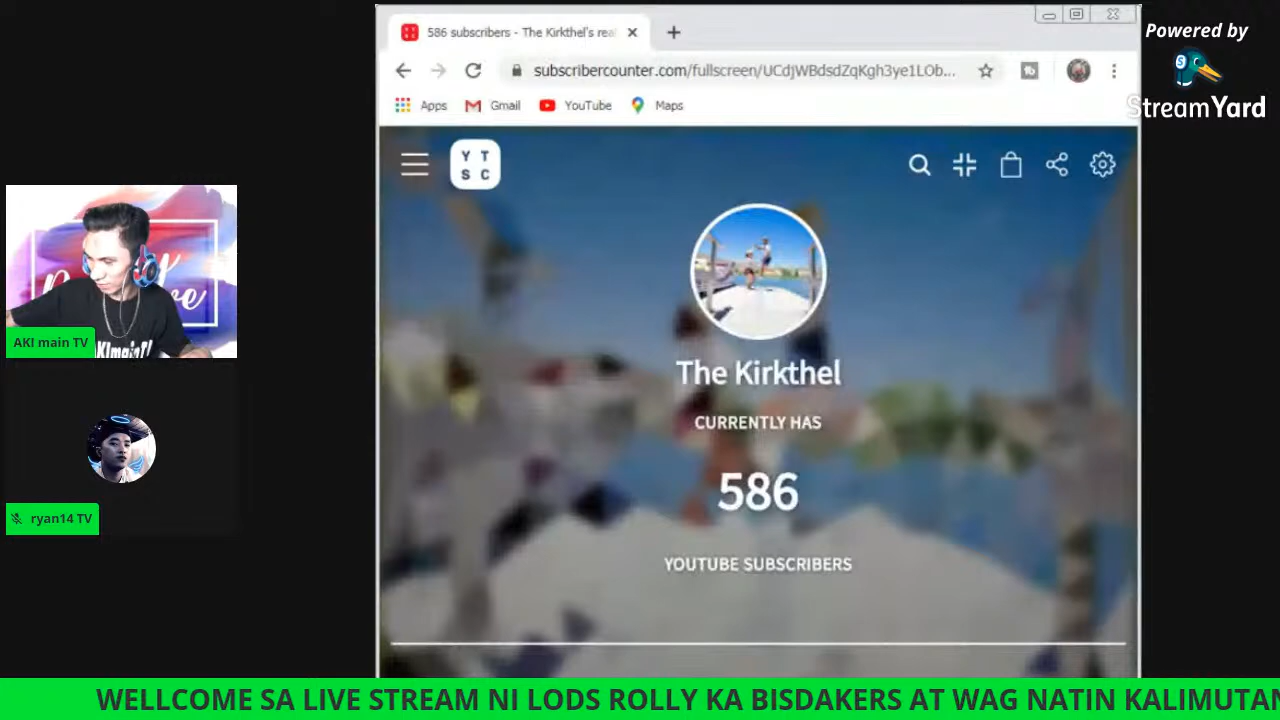 586 subscribers - The Kirkthel's rea
Powered by
StreamYard
subscribercounter.com/fullscreen/UCdjWBdsdZqKgh3ye1LOb...
Apps Gmail YouTube Maps
Y T
S C
The Kirkthel
CURRENTLY HAS
586
YOUTUBE SUBSCRIBERS
AKI main TV
ryan14 TV
WELLCOME SA LIVE STREAM NI LODS ROLLY KA BISDAKERS AT WAG NATIN KALIMUTAN